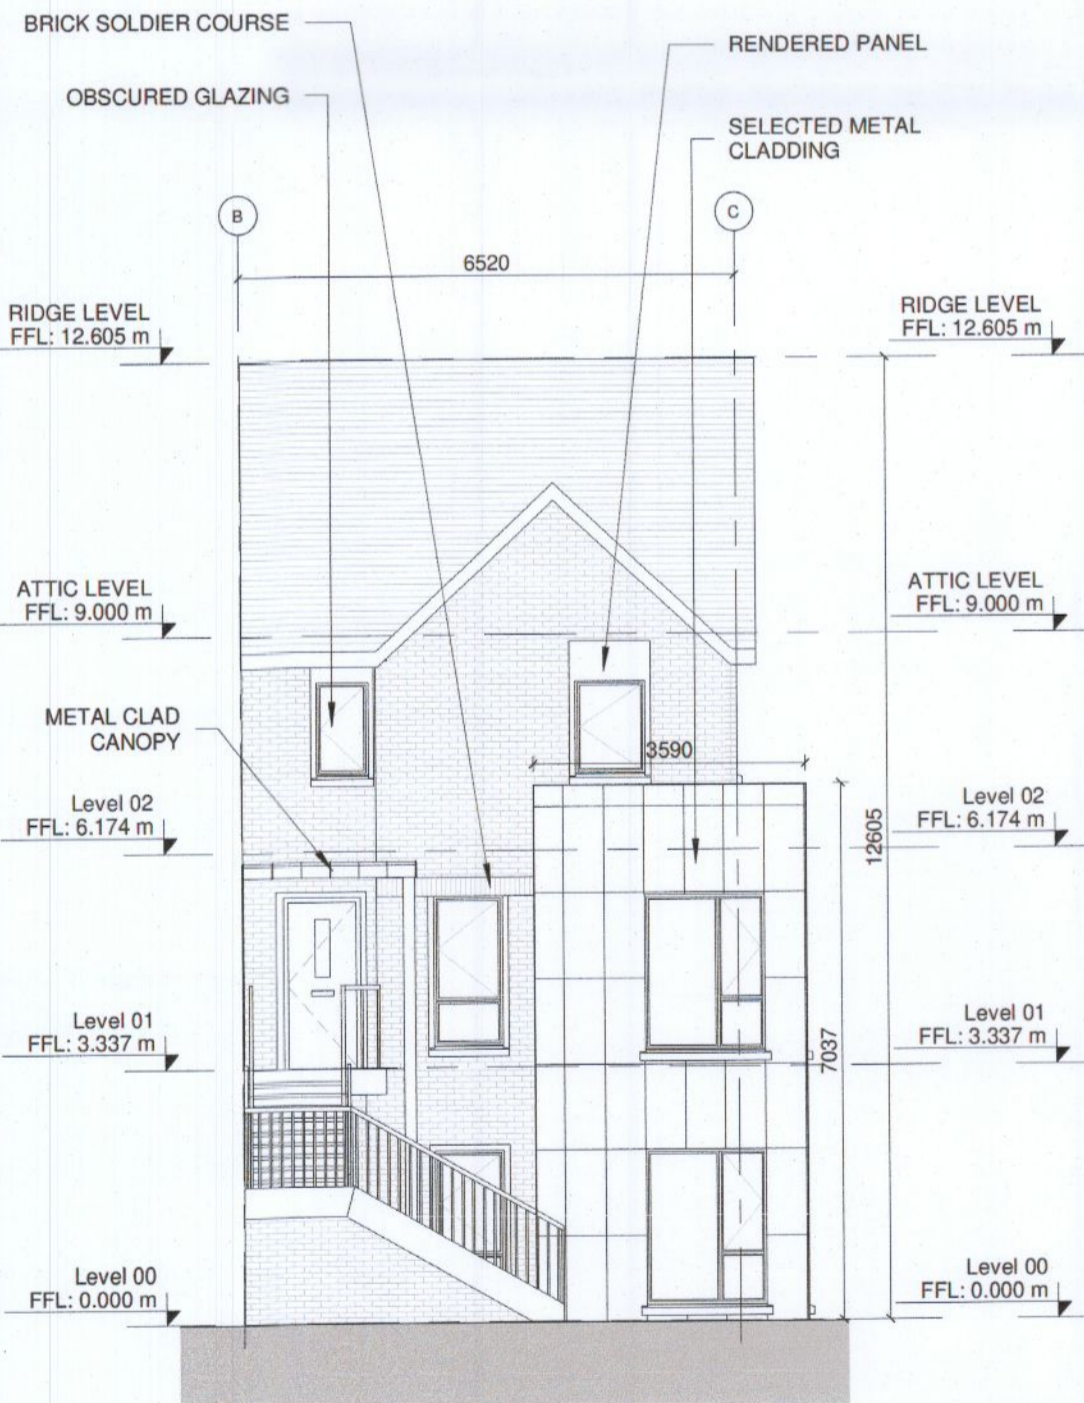 BRICK SOLDIER COURSE
RENDERED PANEL
OBSCURED GLAZING
SELECTED METAL
CLADDING
B
C
6520
RIDGE LEVEL
FFL: 12.605 m
RIDGE LEVEL
FFL: 12.605 m
ATTIC LEVEL
FFL: 9.000 m
ATTIC LEVEL
FFL: 9.000 m
METAL CLAD
CANOPY
3590
Level 02
FFL: 6.174 m
Level 02
FFL: 6.174 m
12605
Level 01
FFL: 3.337 m
Level 01
FFL: 3.337 m
7037
Level 00
FFL: 0.000 m
Level 00
FFL: 0.000 m